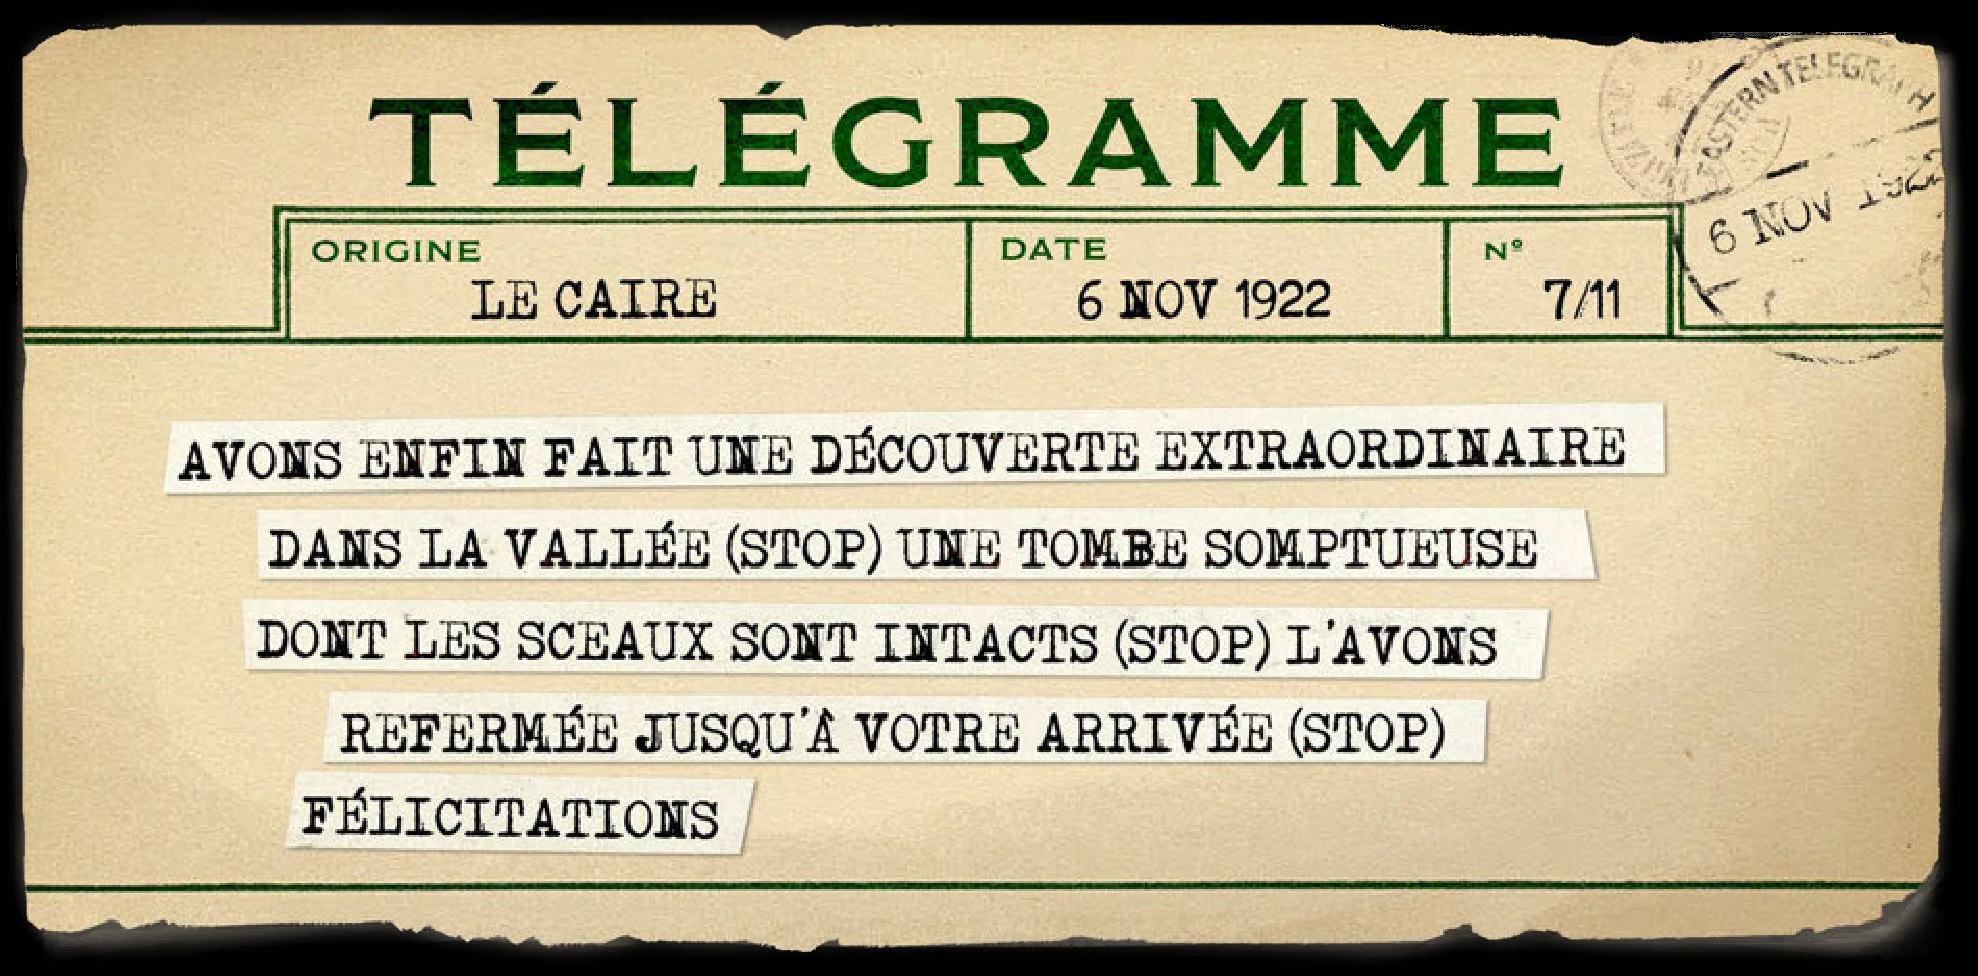 TÉLÉGRAMME
EASTERN TELEGRAPH
ORIGINE
DATE
Nº
LE CAIRE
6 NOV 1922
7/11
6 NOV 1922
AVONS ENFIN FAIT UNE DÉCOUVERTE EXTRAORDINAIRE
DANS LA VALLÉE (STOP) UNE TOMBE SOMPTUEUSE
DONT LES SCEAUX SONT INTACTS (STOP) L'AVONS
REFERMÉE JUSQU'À VOTRE ARRIVÉE (STOP)
FÉLICITATIONS